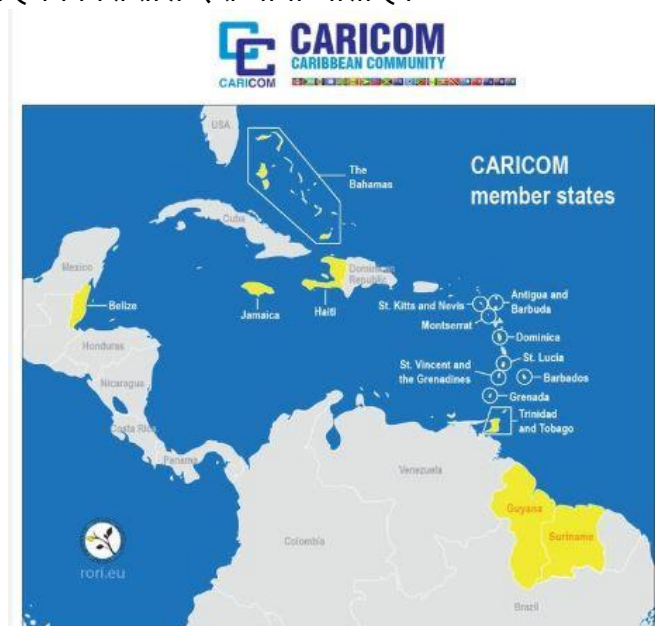 CARICOM
CARIBBEAN COMMUNITY
CARICOM
USA
CARICOM
member states
The
Bahamas
Cuba
Mexico
Dominican
Republic
Belize
Jamaica
Haiti
St. Kitts and Nevis
Antigua and
Barbuda
Montserrat
Dominica
Honduras
St. Lucia
St. Vincent and
the Grenadines
Barbados
Nicaragua
Grenada
Trinidad
and Tobago
Costa Rica
Panama
Venezuela
Guyana
Suriname
Colombia
rori.eu
Brazil